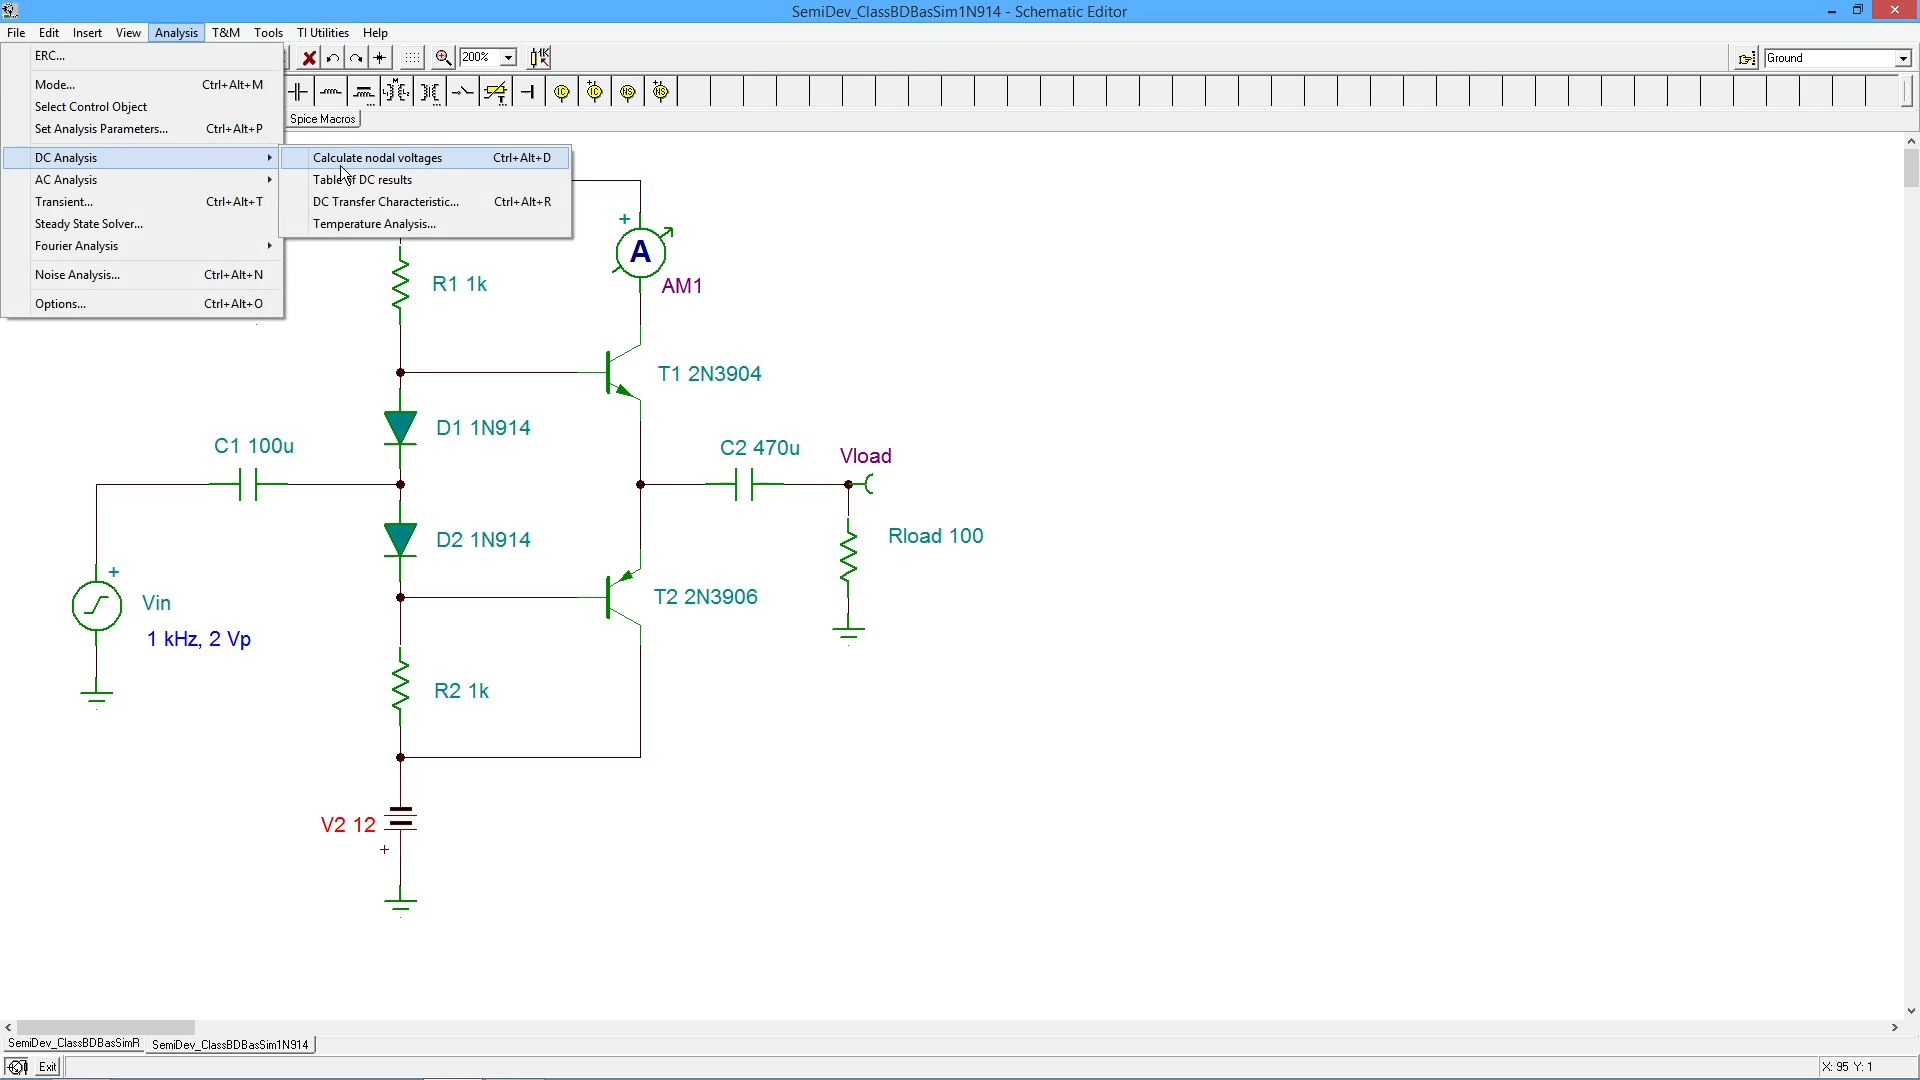 SemiDev_ClassBDBasSim1N914 - Schematic Editor
File Edit Insert View Analysis T&M Tools TI Utilities Help
ERC...
200%
Ground
Mode... Ctrl+Alt+M
Select Control Object
Set Analysis Parameters... Ctrl+Alt+P
Spice Macros
DC Analysis
Calculate nodal voltages Ctrl+Alt+D
AC Analysis
Table of DC results
Transient... Ctrl+Alt+T
DC Transfer Characteristic... Ctrl+Alt+R
Steady State Solver...
Temperature Analysis...
Fourier Analysis
Noise Analysis... Ctrl+Alt+N
Options... Ctrl+Alt+O
+
A
AM1
R1 1k
T1 2N3904
D1 1N914
C1 100u
C2 470u
Vload
D2 1N914
Rload 100
+
Vin
T2 2N3906
1 kHz, 2 Vp
R2 1k
V2 12
+
SemiDev_ClassBDBasSimR SemiDev_ClassBDBasSim1N914
Exit
X: 95 Y: 1